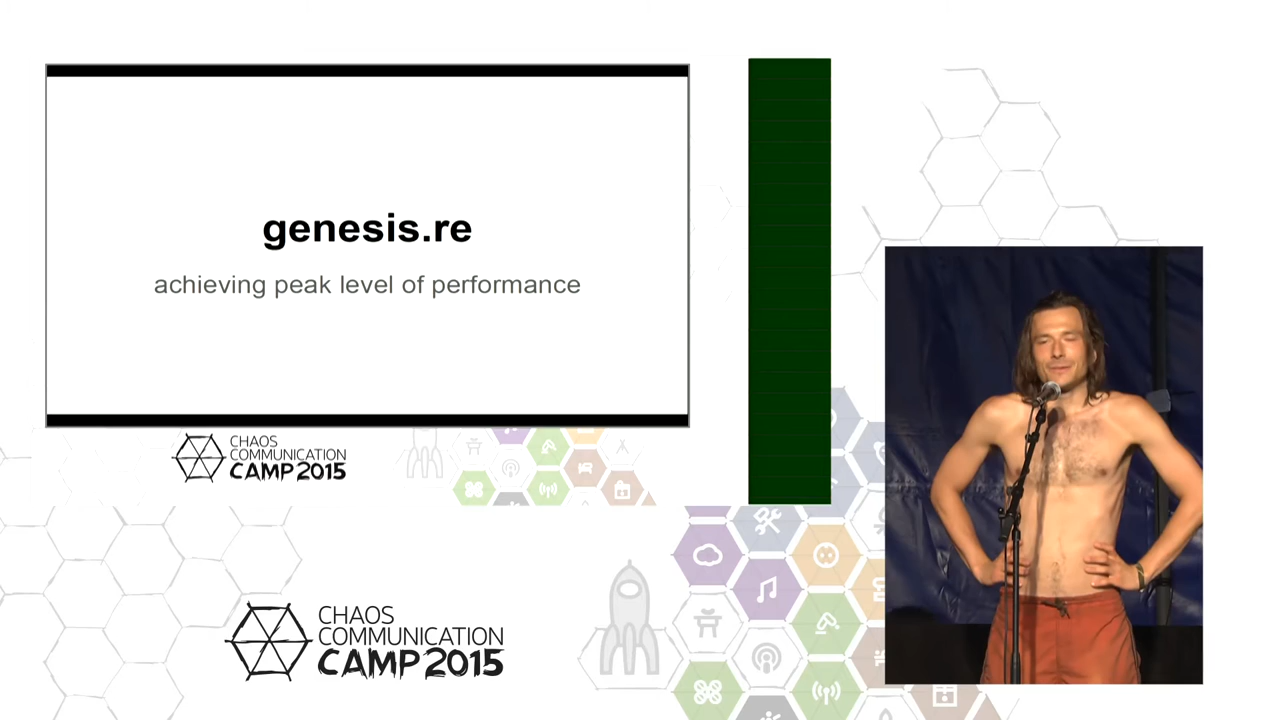 genesis.re
achieving peak level of performance
CHAOS
COMMUNICATION
CAMP 2015
CHAOS
COMMUNICATION
CAMP 2015